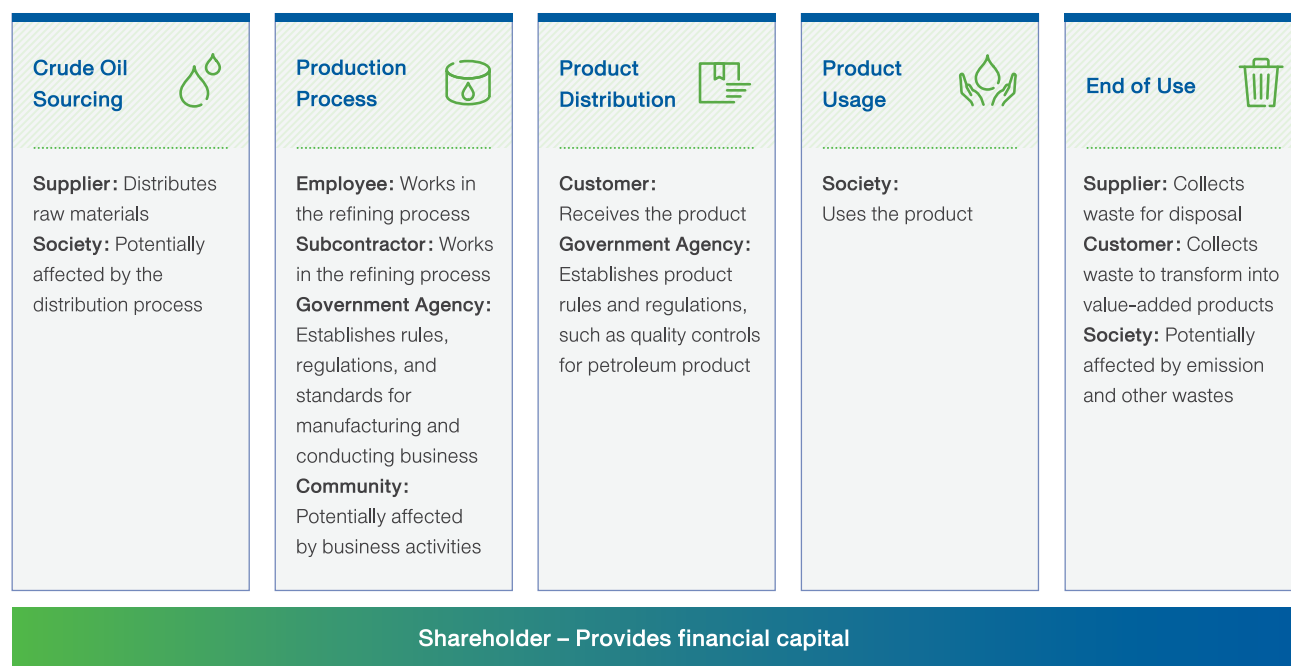 Crude Oil
Sourcing
Supplier: Distributes
raw materials
Society: Potentially
affected by the
distribution process
Production
Process
Employee: Works in
the refining process
Subcontractor: Works
in the refining process
Government Agency:
Establishes rules,
regulations, and
standards for
manufacturing and
conducting business
Community:
Potentially affected
by business activities
Product
Distribution
Customer:
Receives the product
Government Agency:
Establishes product
rules and regulations,
such as quality controls
for petroleum product
Product
Usage
Society:
Uses the product
End of Use
Supplier: Collects
waste for disposal
Customer: Collects
waste to transform into
value-added products
Society: Potentially
affected by emission
and other wastes
Shareholder – Provides financial capital